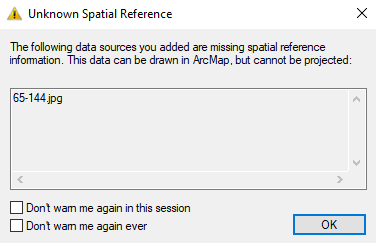 Unknown Spatial Reference
The following data sources you added are missing spatial reference
information. This data can be drawn in ArcMap, but cannot be projected:
65-144.jpg
Don't warn me again in this session
Don't warn me again ever
OK